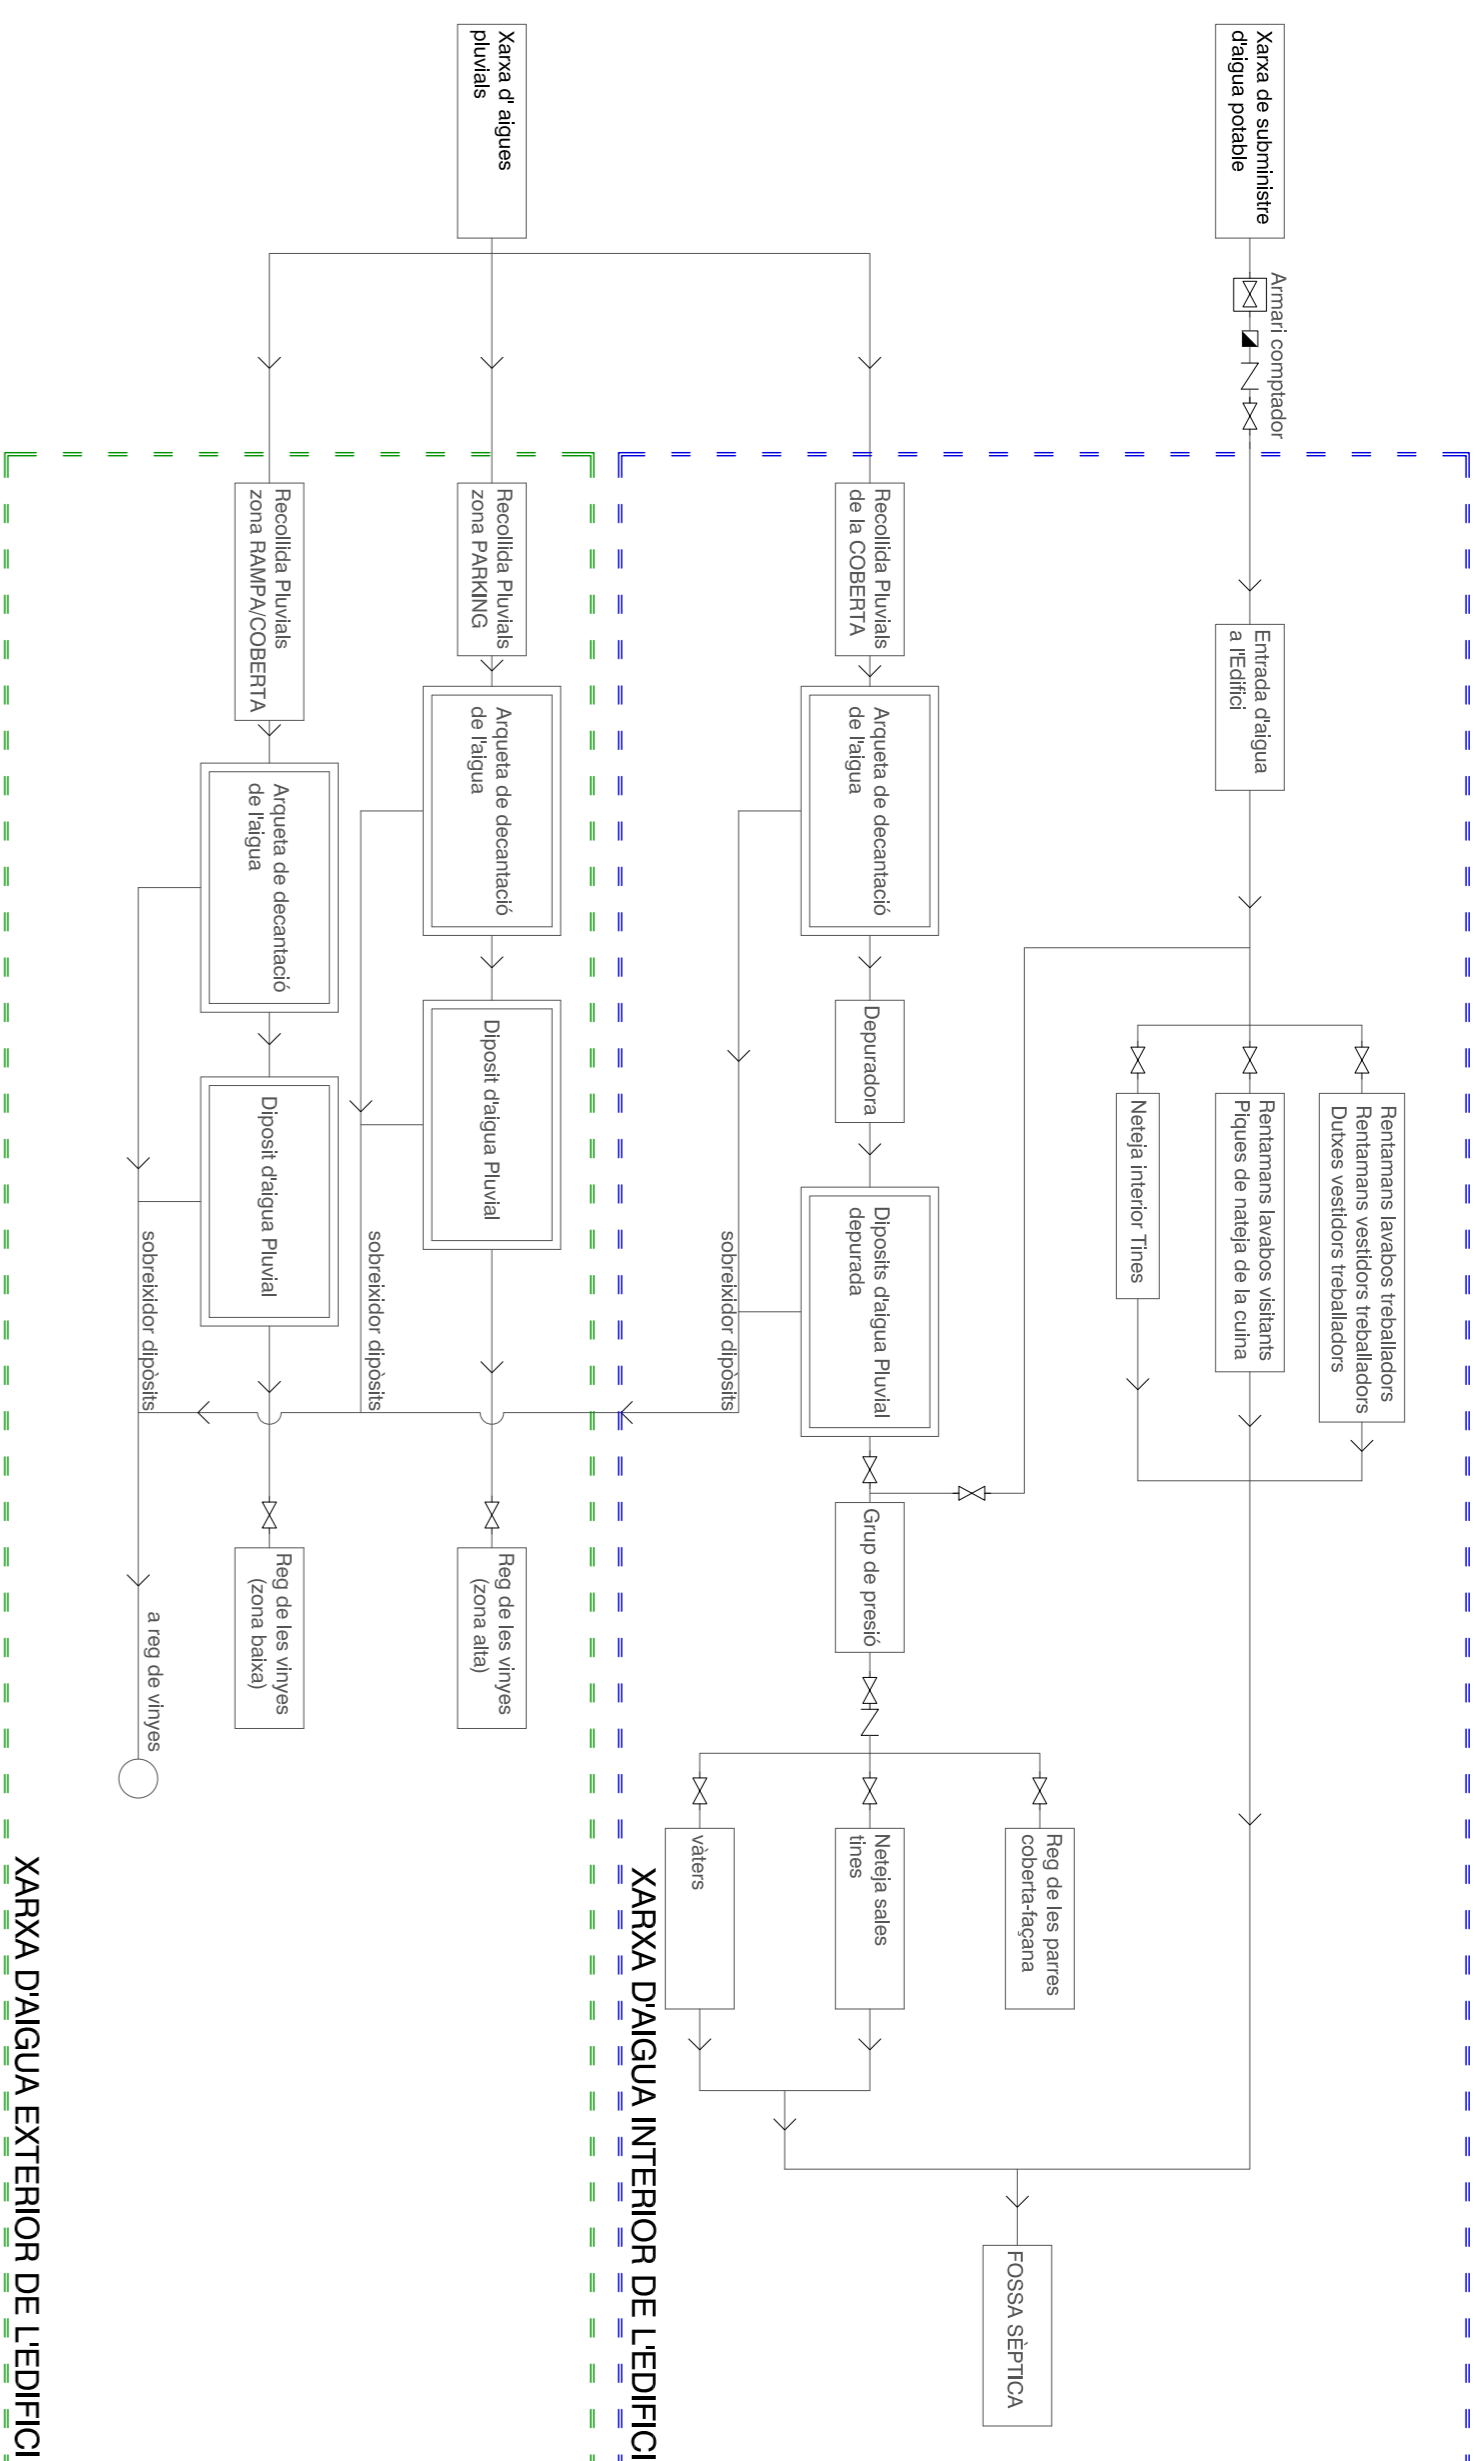 Xarxa de subministre
d'aigua potable
Armari comptador
Entrada d'aigua
a l'Edifici
Rentamans lavabos treballadors
Rentamans vestidors treballadors
Dutxes vestidors treballadors
Rentamans lavabos visitants
Piques de nateja de la cuina
Neteja interior Tines
Xarxa d' aigues
pluvials
Recollida Pluvials
de la COBERTA
Arqueta de decantació
de l'aigua
Depuradora
Diposits d'aigua Pluvial
depurada
sobreixidor dipòsits
Grup de presió
Reg de les parres
coberta-façana
Neteja sales
tines
vàters
FOSSA SÈPTICA
XARXA D'AIGUA INTERIOR DE L'EDIFICI
Recollida Pluvials
zona PARKING
Arqueta de decantació
de l'aigua
Diposit d'aigua Pluvial
sobreixidor dipòsits
Reg de les vinyes
(zona alta)
Recollida Pluvials
zona RAMPA/COBERTA
Arqueta de decantació
de l'aigua
Diposit d'aigua Pluvial
sobreixidor dipòsits
Reg de les vinyes
(zona baixa)
a reg de vinyes
XARXA D'AIGUA EXTERIOR DE L'EDIFICI